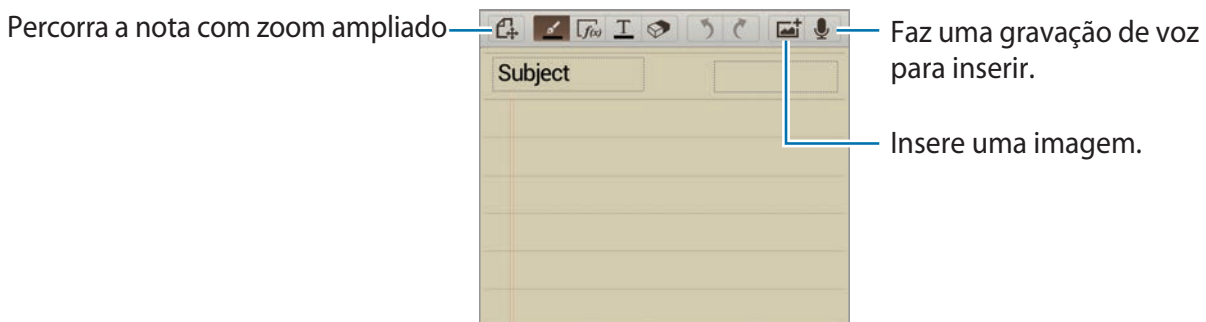 Percorra a nota com zoom ampliado
f(x) T
Subject
Faz uma gravação de voz
para inserir.
Insere uma imagem.